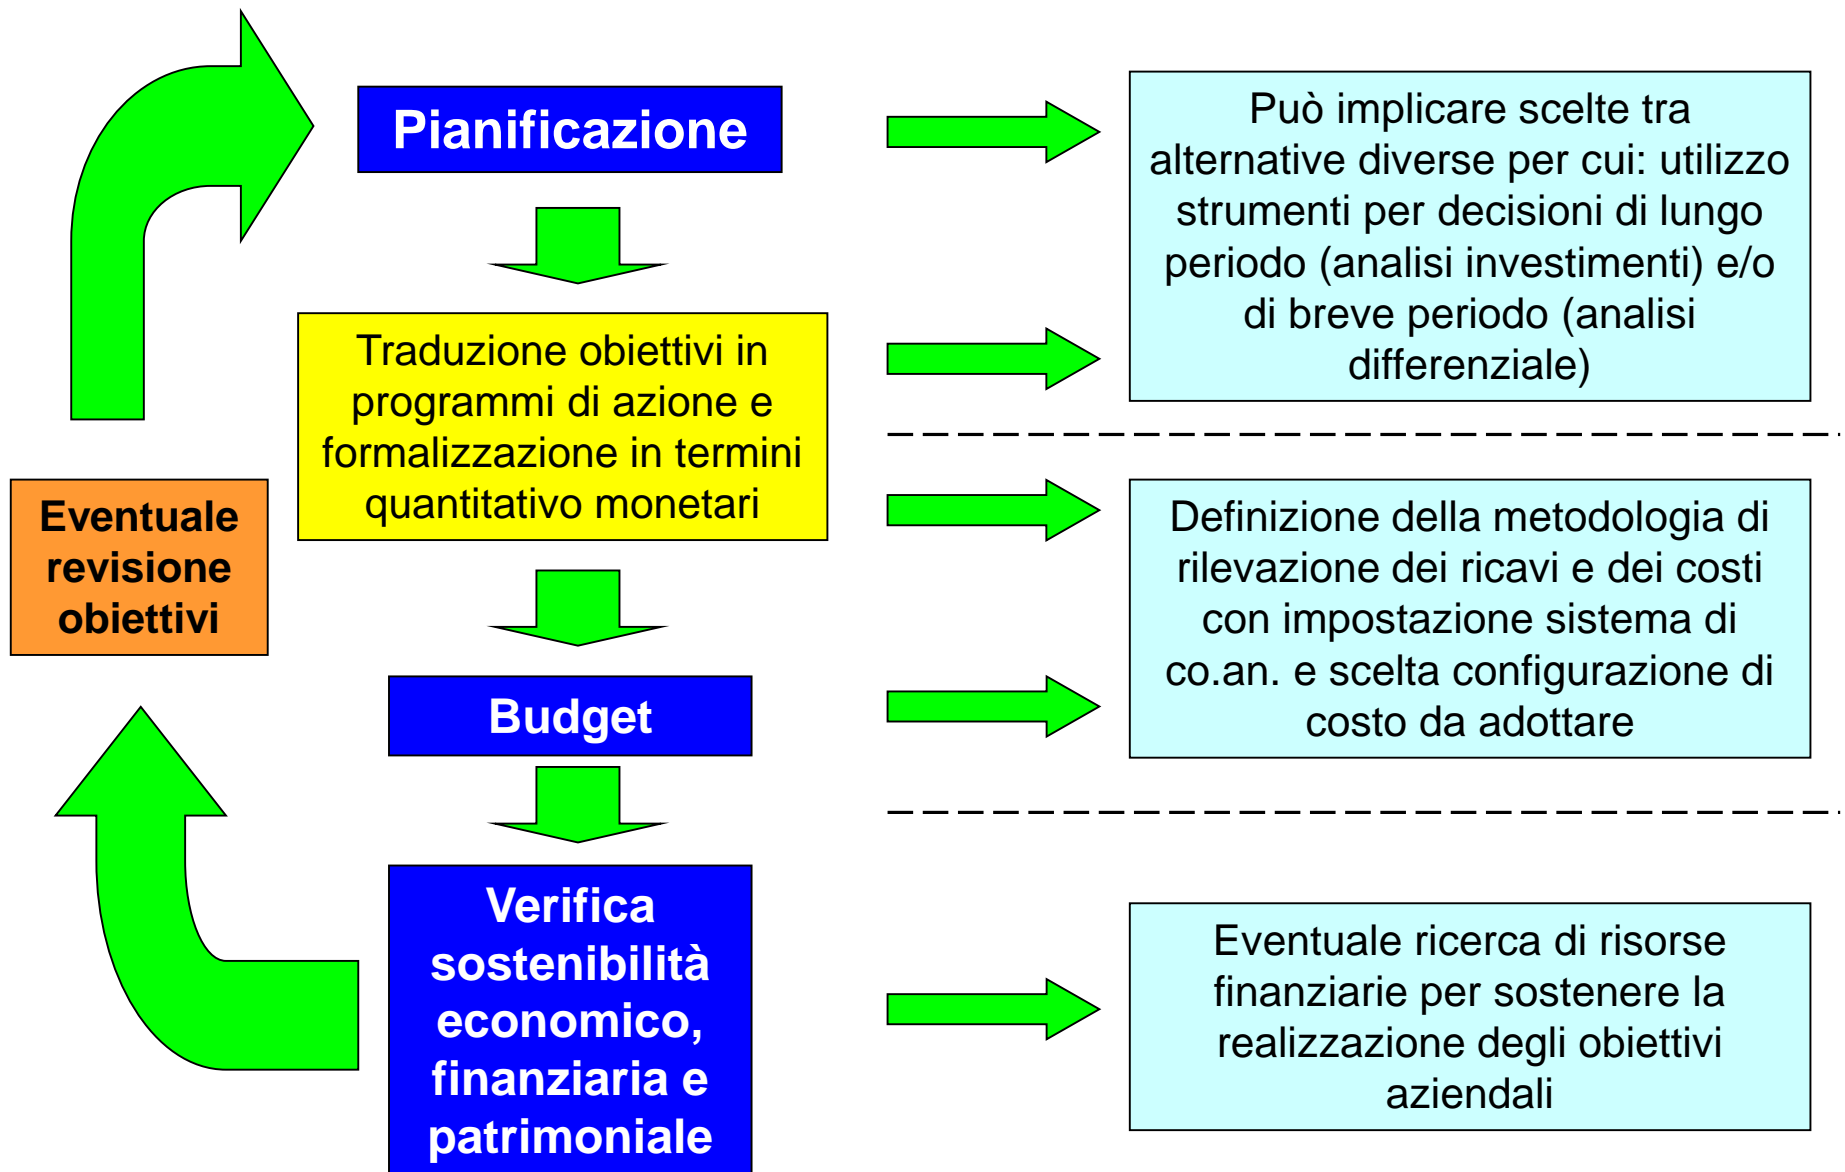 Pianificazione
Può implicare scelte tra
alternative diverse per cui: utilizzo
strumenti per decisioni di lungo
periodo (analisi investimenti) e/o
di breve periodo (analisi
differenziale)
Traduzione obiettivi in
programmi di azione e
formalizzazione in termini
quantitativo monetari
Eventuale
revisione
obiettivi
Definizione della metodologia di
rilevazione dei ricavi e dei costi
con impostazione sistema di
co.an. e scelta configurazione di
costo da adottare
Budget
Verifica
sostenibilità
economico,
finanziaria e
patrimoniale
Eventuale ricerca di risorse
finanziarie per sostenere la
realizzazione degli obiettivi
aziendali